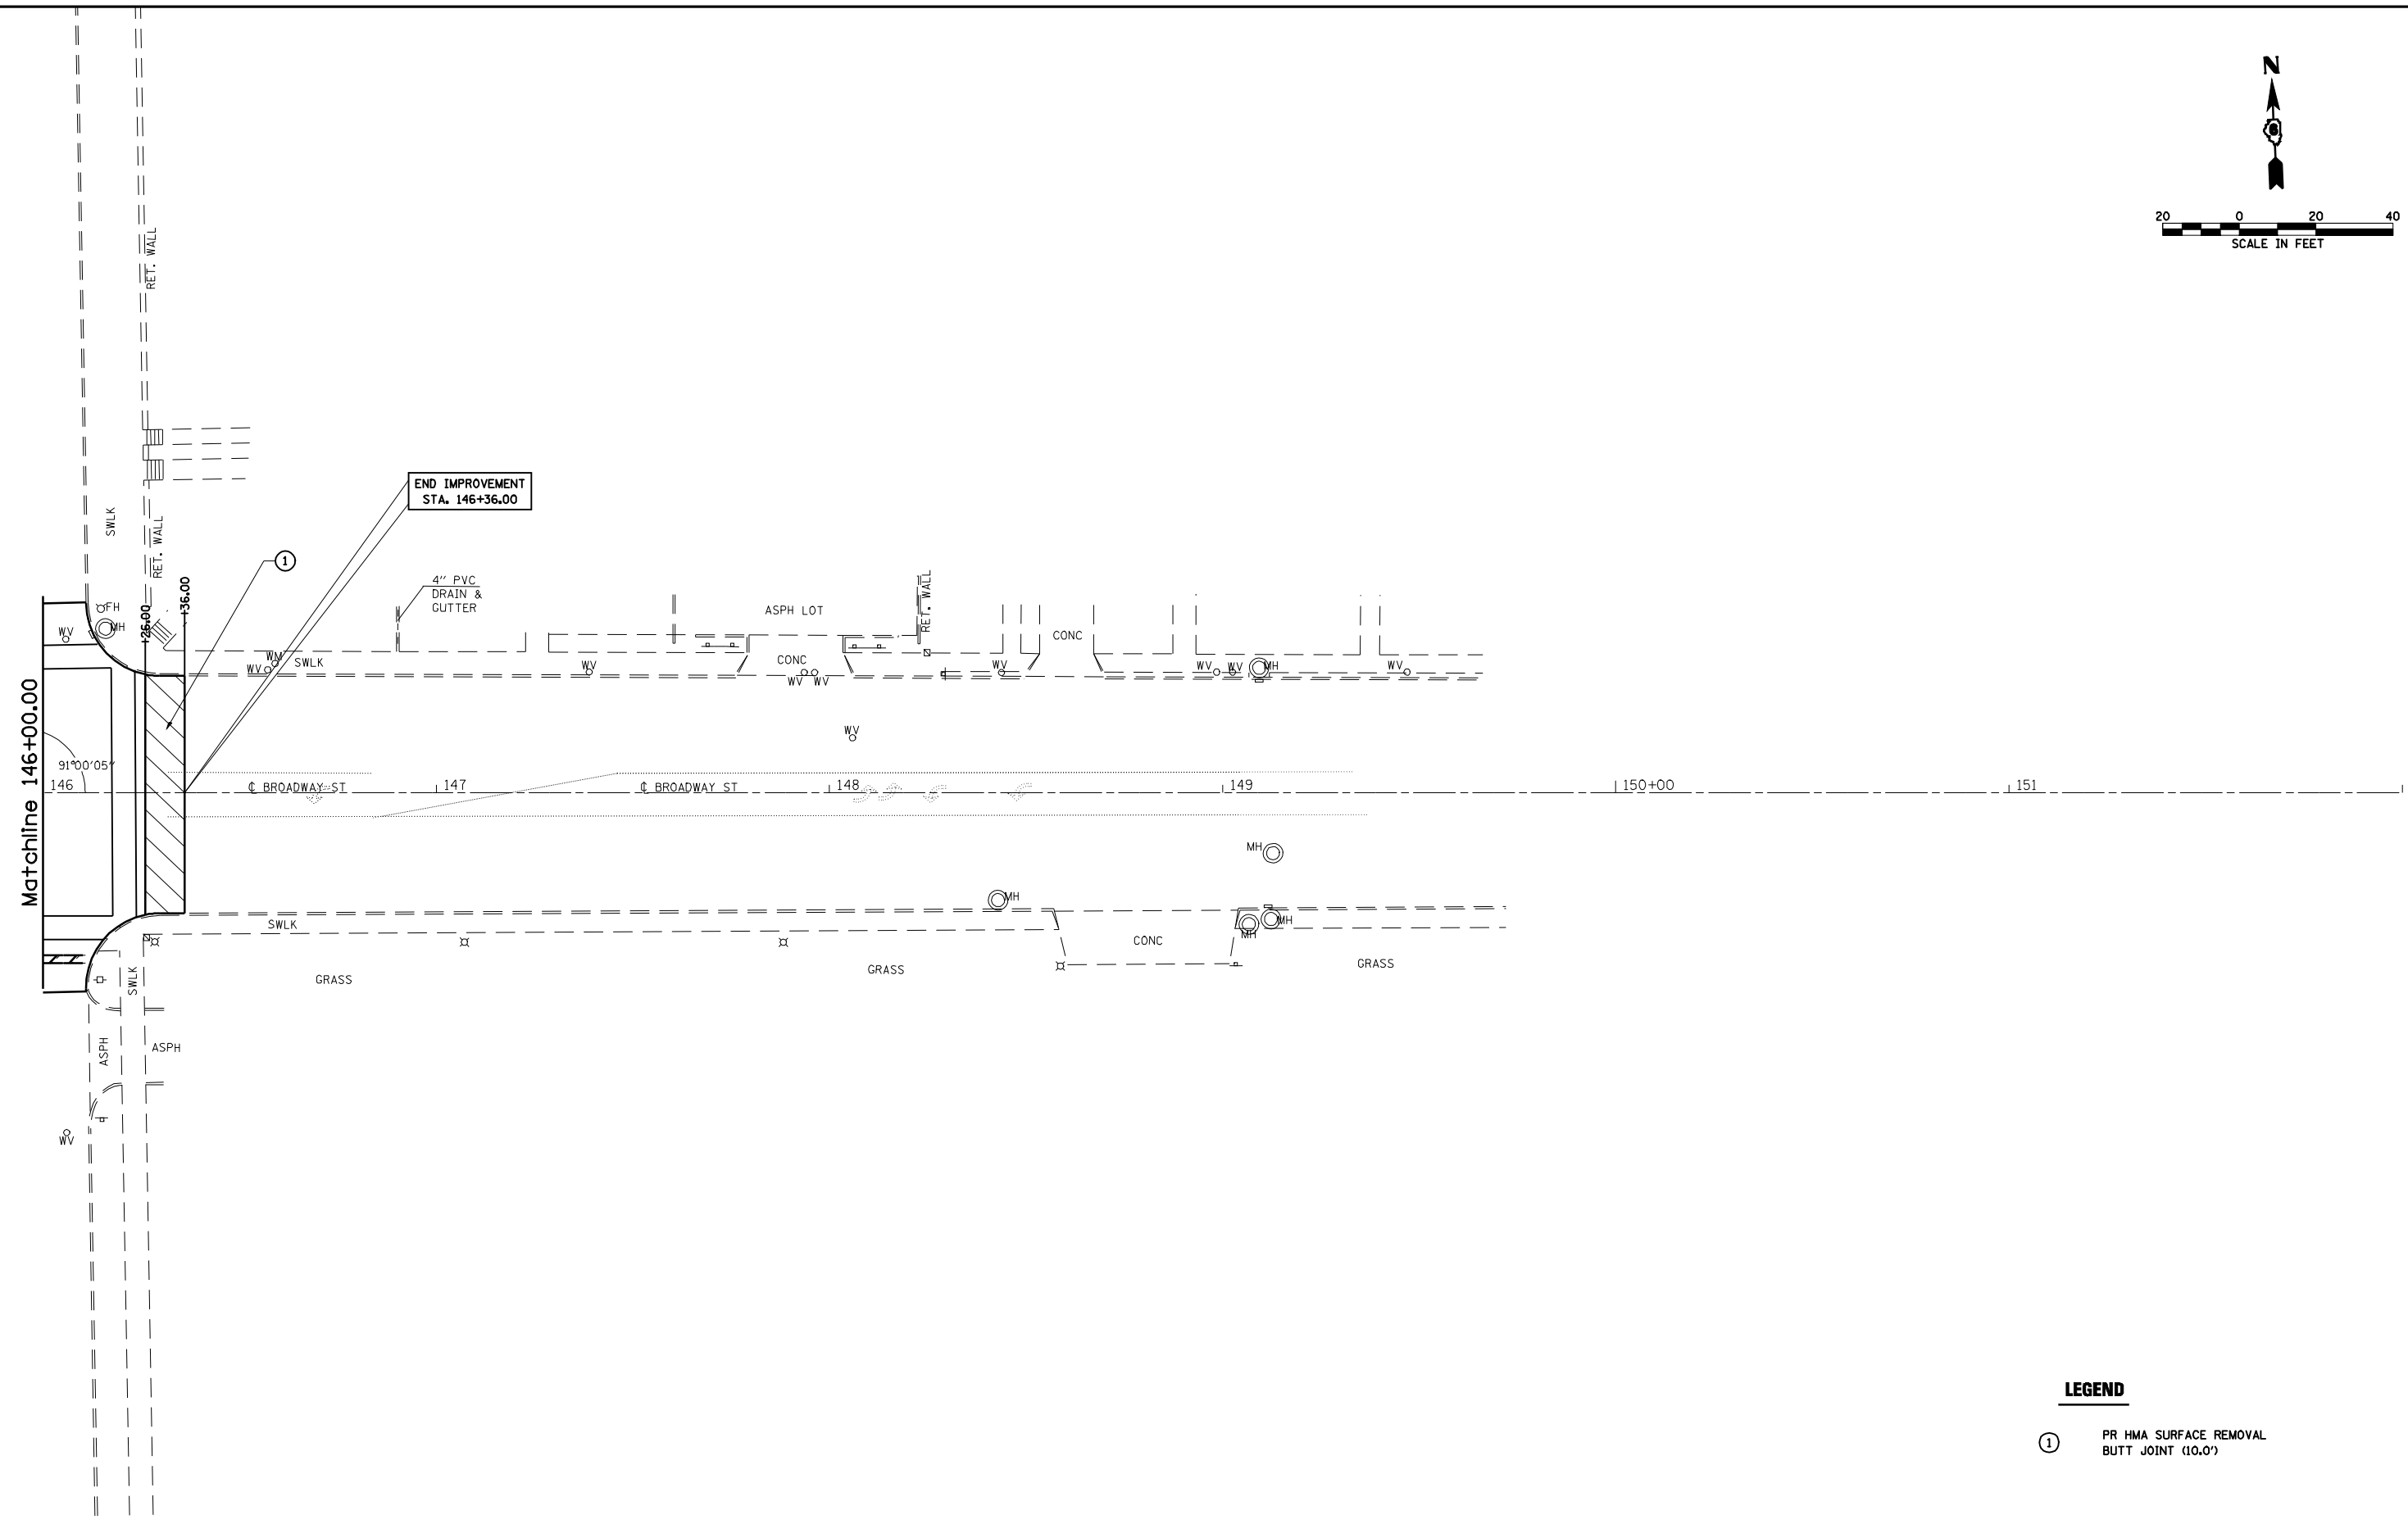 N
6
20 0 20 40
SCALE IN FEET
RET. WALL
SWLK
RET. WALL
END IMPROVEMENT
STA. 146+36.00
1
4" PVC
DRAIN &
GUTTER
ASPH LOT
RET. WALL
CONC
FH
MH
WV
+26.00
+36.00
WM
WV
SWLK
WV
CONC
WV WV
WV
WV
WV
MH
WV
Matchline 146+00.00
WV
91°00'05"
146
℄ BROADWAY ST
147
℄ BROADWAY ST
148
149
150+00
151
MH
MH
MH
MH
SWLK
CONC
GRASS
GRASS
GRASS
SWLK
ASPH
ASPH
WV
LEGEND
1
PR HMA SURFACE REMOVAL
BUTT JOINT (10.0')